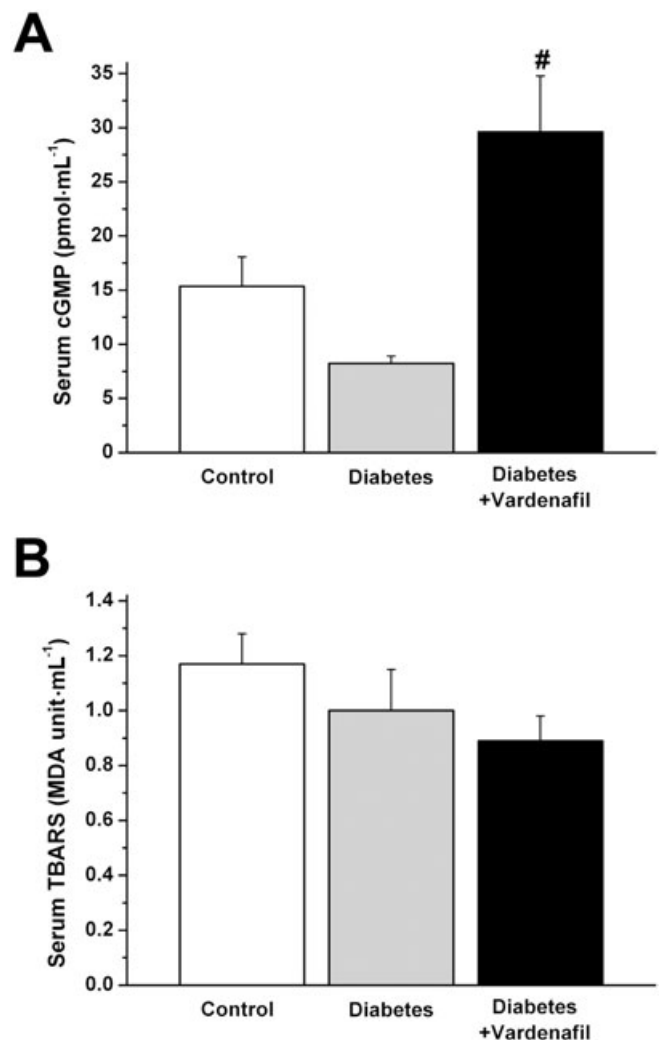 A
Serum cGMP (pmol·mL⁻¹)
35
30
25
20
15
10
5
0
#
Control
Diabetes
Diabetes
+Vardenafil
B
Serum TBARS (MDA unit·mL⁻¹)
1.4
1.2
1.0
0.8
0.6
0.4
0.2
0.0
Control
Diabetes
Diabetes
+Vardenafil